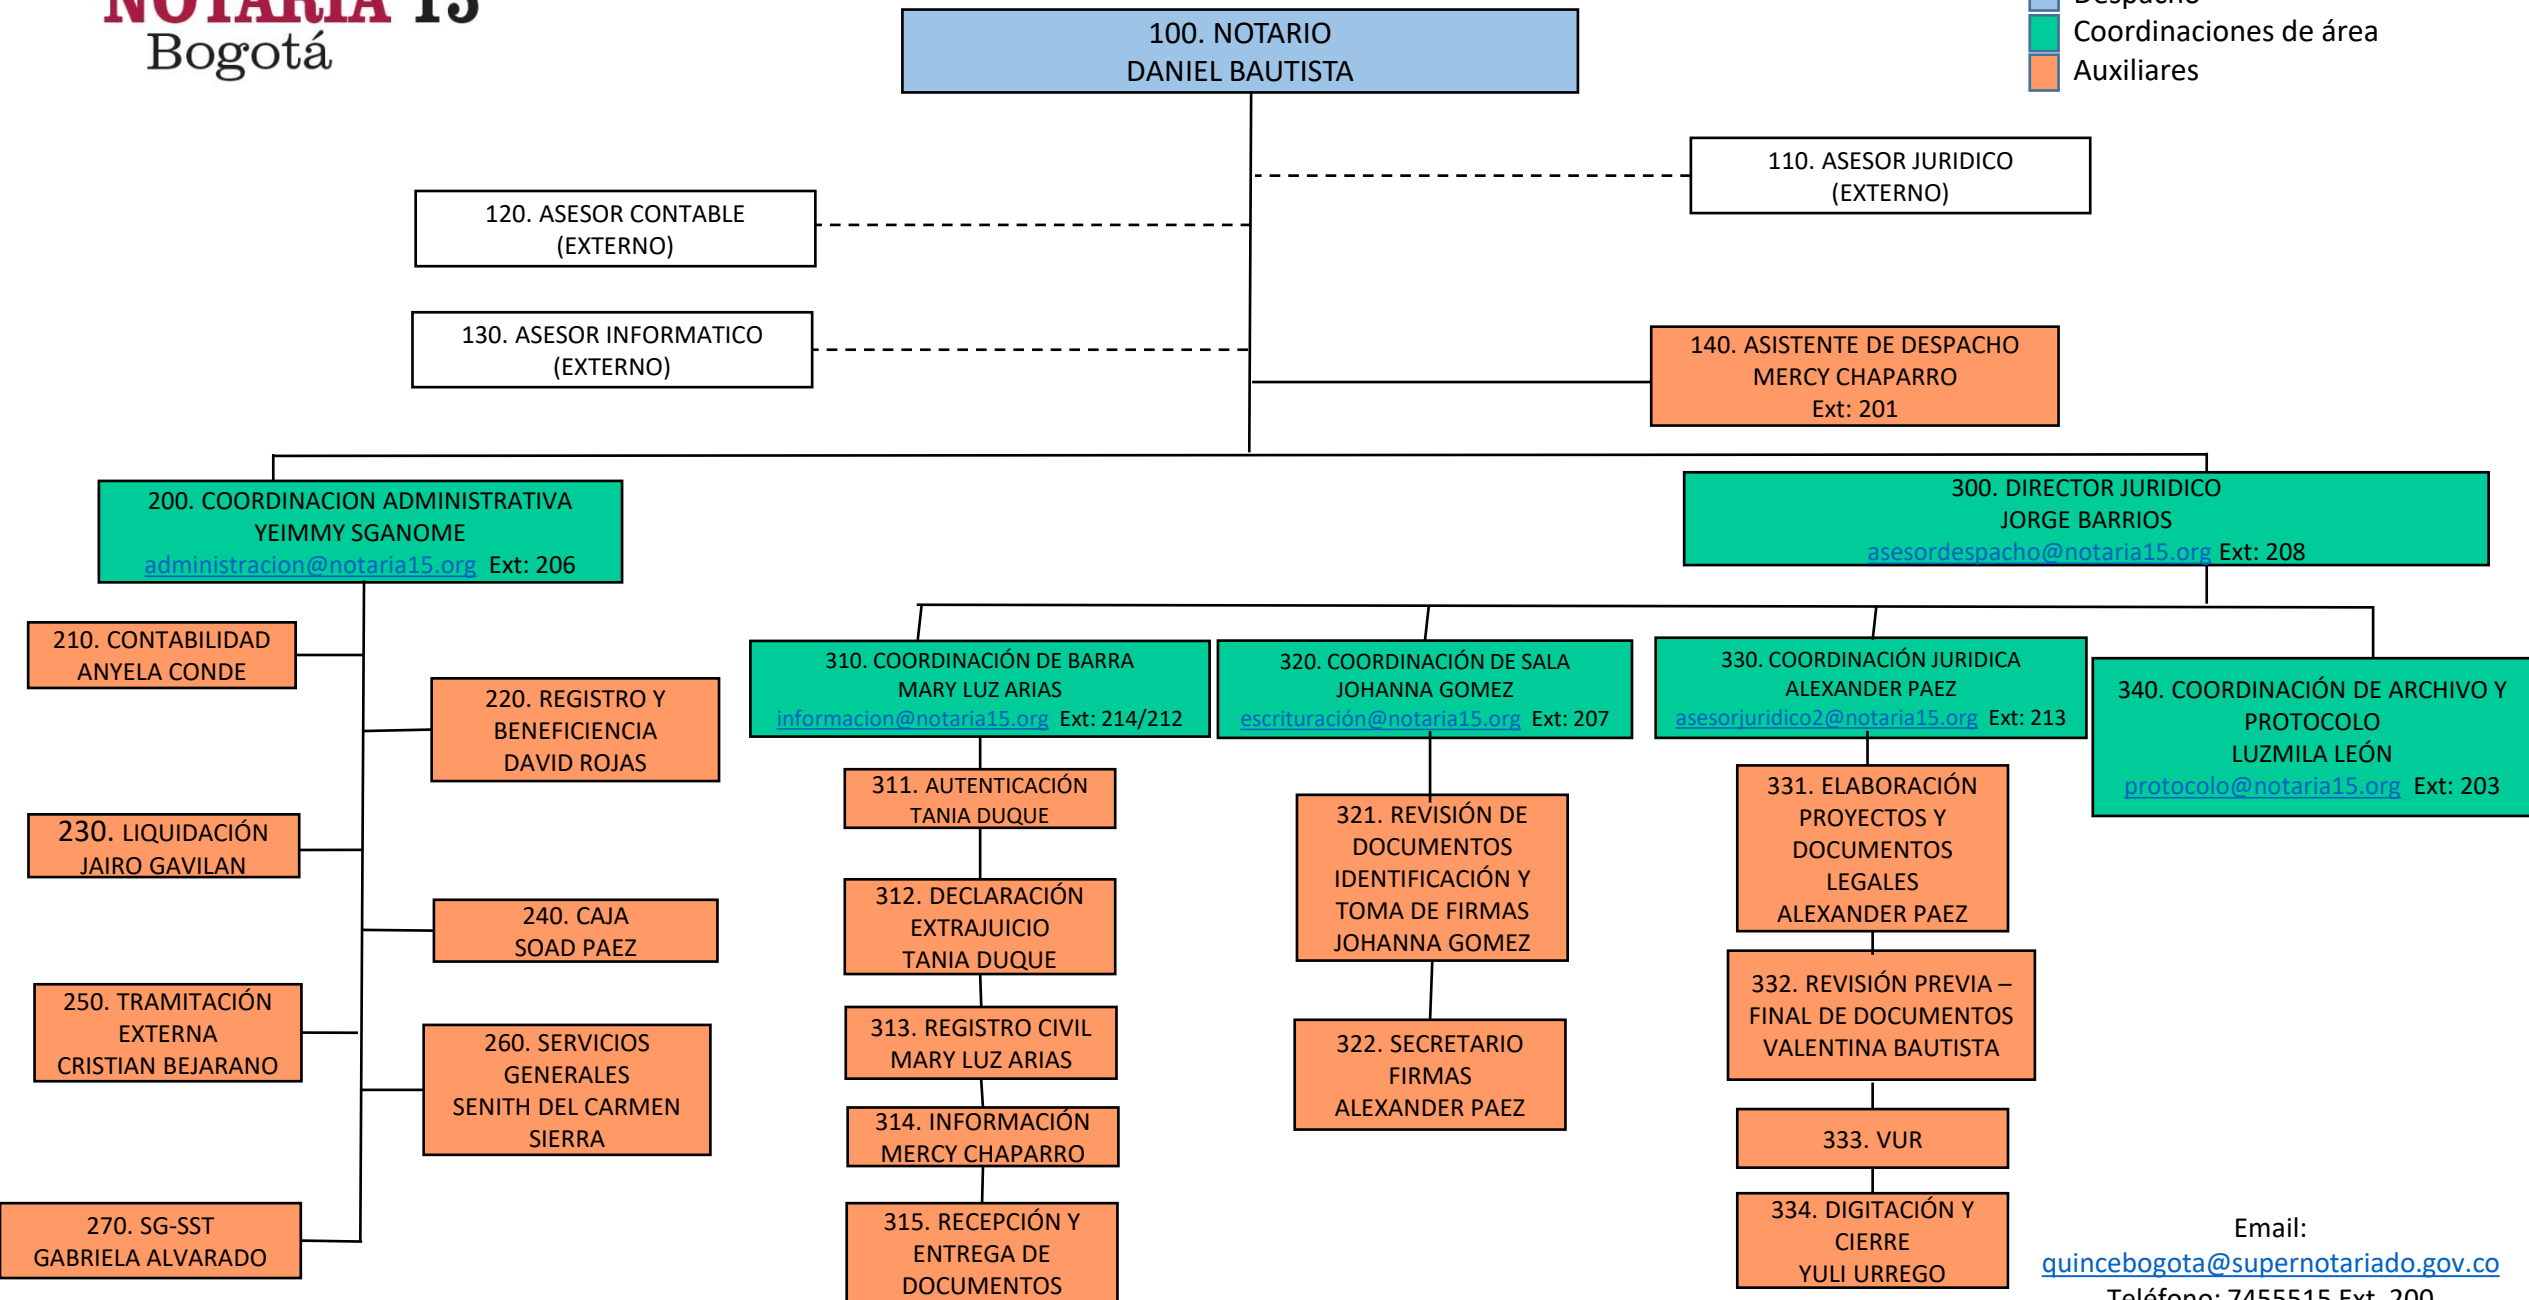 NOTARIA 15
Bogotá
Despacho
Coordinaciones de área
Auxiliares
100. NOTARIO
DANIEL BAUTISTA
110. ASESOR JURIDICO
(EXTERNO)
120. ASESOR CONTABLE
(EXTERNO)
130. ASESOR INFORMATICO
(EXTERNO)
140. ASISTENTE DE DESPACHO
MERCY CHAPARRO
Ext: 201
200. COORDINACION ADMINISTRATIVA
YEIMMY SGANOME
administracion@notaria15.org Ext: 206
300. DIRECTOR JURIDICO
JORGE BARRIOS
asesordespacho@notaria15.org Ext: 208
210. CONTABILIDAD
ANYELA CONDE
220. REGISTRO Y
BENEFICIENCIA
DAVID ROJAS
230. LIQUIDACIÓN
JAIRO GAVILAN
240. CAJA
SOAD PAEZ
250. TRAMITACIÓN
EXTERNA
CRISTIAN BEJARANO
260. SERVICIOS
GENERALES
SENITH DEL CARMEN
SIERRA
270. SG-SST
GABRIELA ALVARADO
310. COORDINACIÓN DE BARRA
MARY LUZ ARIAS
informacion@notaria15.org Ext: 214/212
311. AUTENTICACIÓN
TANIA DUQUE
312. DECLARACIÓN
EXTRAJUICIO
TANIA DUQUE
313. REGISTRO CIVIL
MARY LUZ ARIAS
314. INFORMACIÓN
MERCY CHAPARRO
315. RECEPCIÓN Y
ENTREGA DE
DOCUMENTOS
320. COORDINACIÓN DE SALA
JOHANNA GOMEZ
escrituración@notaria15.org Ext: 207
321. REVISIÓN DE
DOCUMENTOS
IDENTIFICACIÓN Y
TOMA DE FIRMAS
JOHANNA GOMEZ
322. SECRETARIO
FIRMAS
ALEXANDER PAEZ
330. COORDINACIÓN JURIDICA
ALEXANDER PAEZ
asesorjuridico2@notaria15.org Ext: 213
331. ELABORACIÓN
PROYECTOS Y
DOCUMENTOS
LEGALES
ALEXANDER PAEZ
332. REVISIÓN PREVIA –
FINAL DE DOCUMENTOS
VALENTINA BAUTISTA
333. VUR
334. DIGITACIÓN Y
CIERRE
YULI URREGO
340. COORDINACIÓN DE ARCHIVO Y
PROTOCOLO
LUZMILA LEÓN
protocolo@notaria15.org Ext: 203
Email:
quincebogota@supernotariado.gov.co
Teléfono: 7455515 Ext. 200